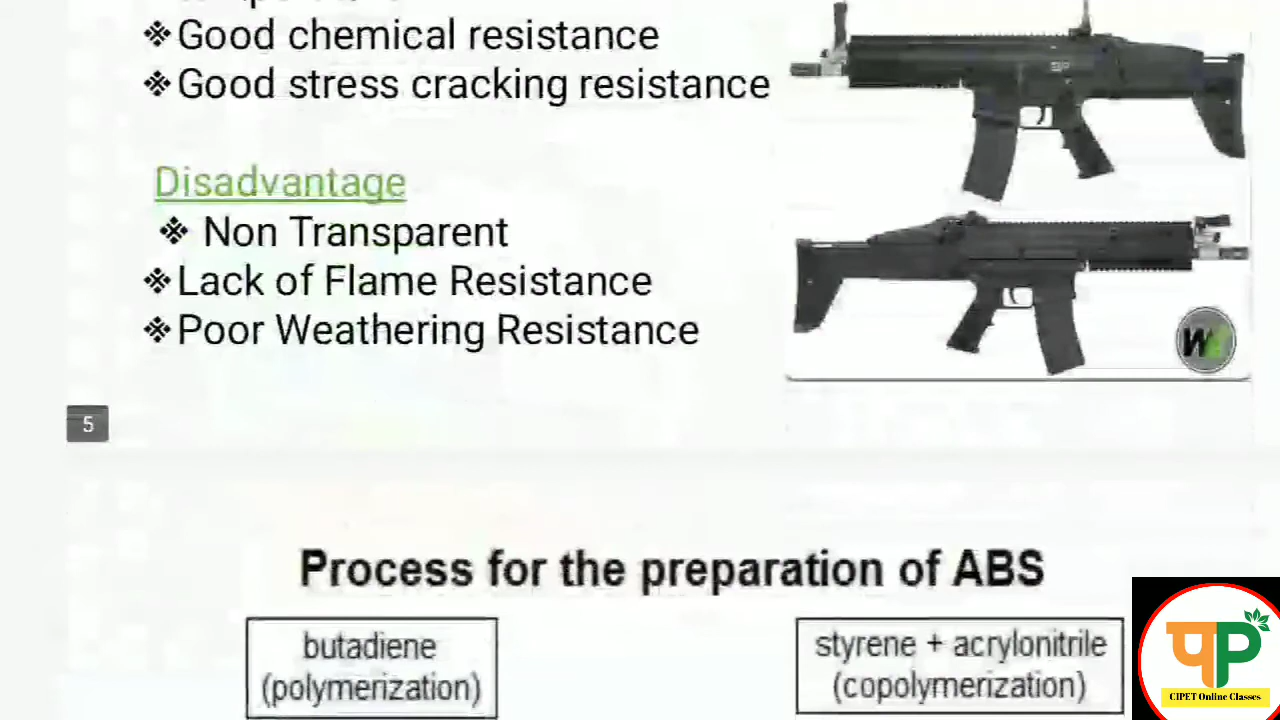 Good chemical resistance
Good stress cracking resistance
Disadvantage
Non Transparent
Lack of Flame Resistance
Poor Weathering Resistance
5
Process for the preparation of ABS
butadiene
(polymerization)
styrene + acrylonitrile
(copolymerization)
पP
CIPET Online Classes